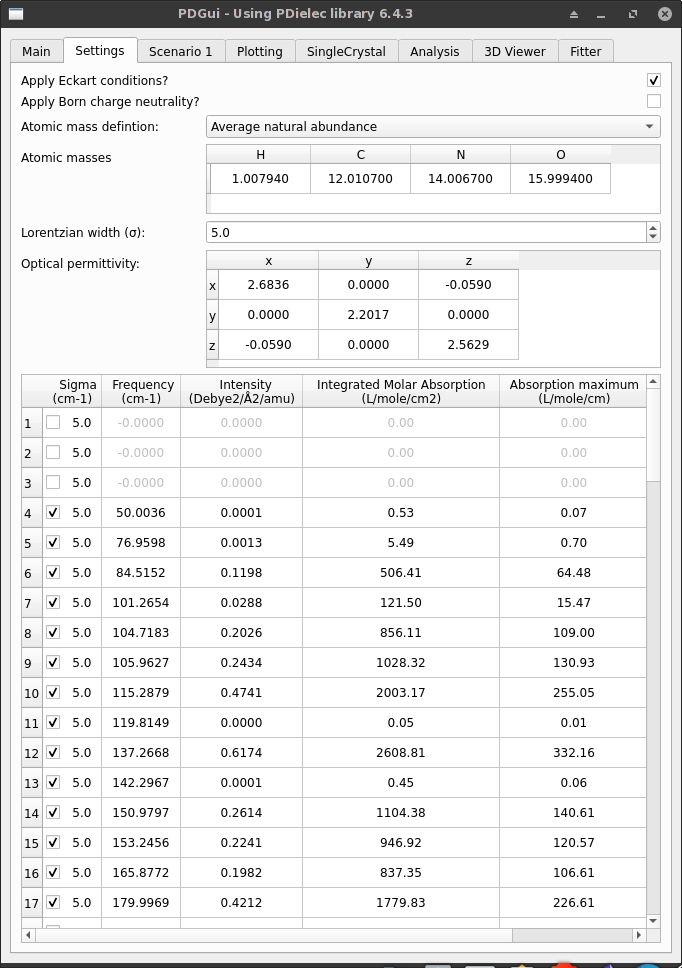 PDGui - Using PDielec library 6.4.3
Main Settings Scenario 1 Plotting SingleCrystal Analysis 3D Viewer Fitter
Apply Eckart conditions?
Apply Born charge neutrality?
Atomic mass defintion: Average natural abundance
Atomic masses
H C N O
1.007940 12.010700 14.006700 15.999400
Lorentzian width (σ): 5.0
Optical permittivity:
x y z
x 2.6836 0.0000 -0.0590
y 0.0000 2.2017 0.0000
z -0.0590 0.0000 2.5629
Sigma Frequency Intensity Integrated Molar Absorption Absorption maximum
(cm-1) (cm-1) (Debye2/Å2/amu) (L/mole/cm2) (L/mole/cm)
1 5.0 -0.0000 0.0000 0.00 0.00
2 5.0 -0.0000 0.0000 0.00 0.00
3 5.0 -0.0000 0.0000 0.00 0.00
4 5.0 50.0036 0.0001 0.53 0.07
5 5.0 76.9598 0.0013 5.49 0.70
6 5.0 84.5152 0.1198 506.41 64.48
7 5.0 101.2654 0.0288 121.50 15.47
8 5.0 104.7183 0.2026 856.11 109.00
9 5.0 105.9627 0.2434 1028.32 130.93
10 5.0 115.2879 0.4741 2003.17 255.05
11 5.0 119.8149 0.0000 0.05 0.01
12 5.0 137.2668 0.6174 2608.81 332.16
13 5.0 142.2967 0.0001 0.45 0.06
14 5.0 150.9797 0.2614 1104.38 140.61
15 5.0 153.2456 0.2241 946.92 120.57
16 5.0 165.8772 0.1982 837.35 106.61
17 5.0 179.9969 0.4212 1779.83 226.61